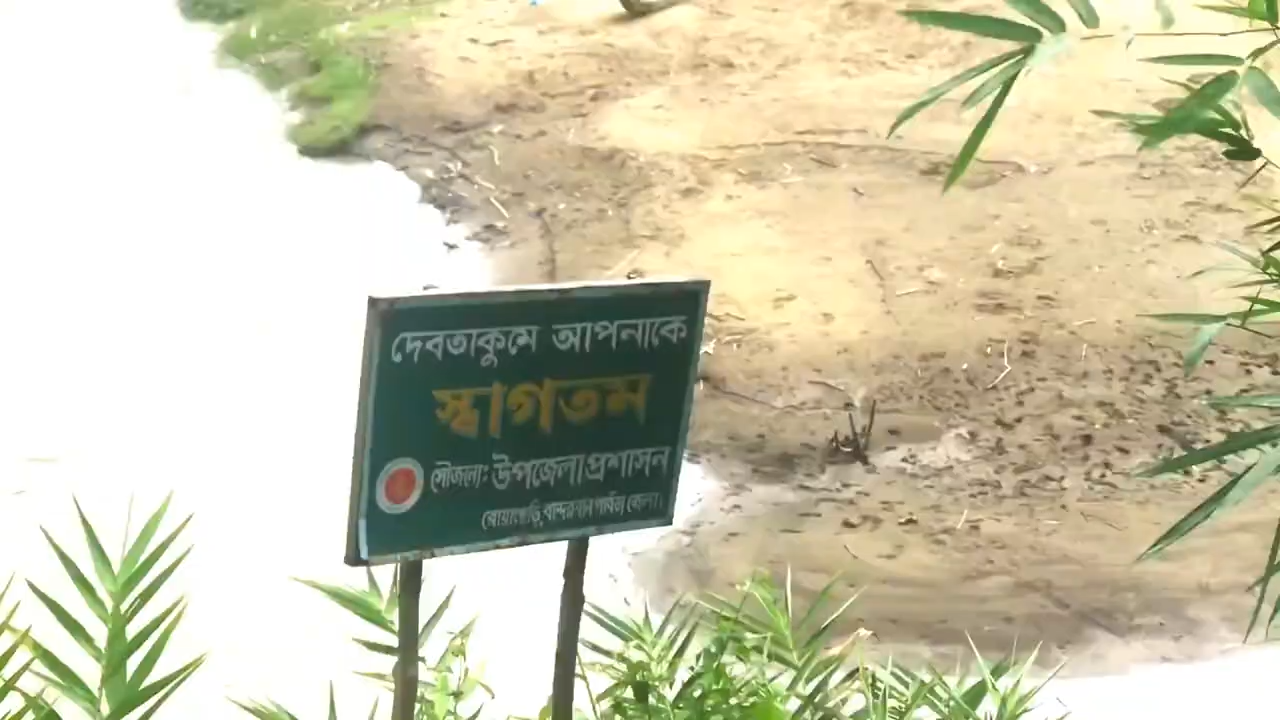 দেবতাকুমে আপনাকে
স্বাগতম
সৌজন্যে: উপজেলা প্রশাসন
রোয়াংছড়ি, বান্দরবান পার্বত্য জেলা।